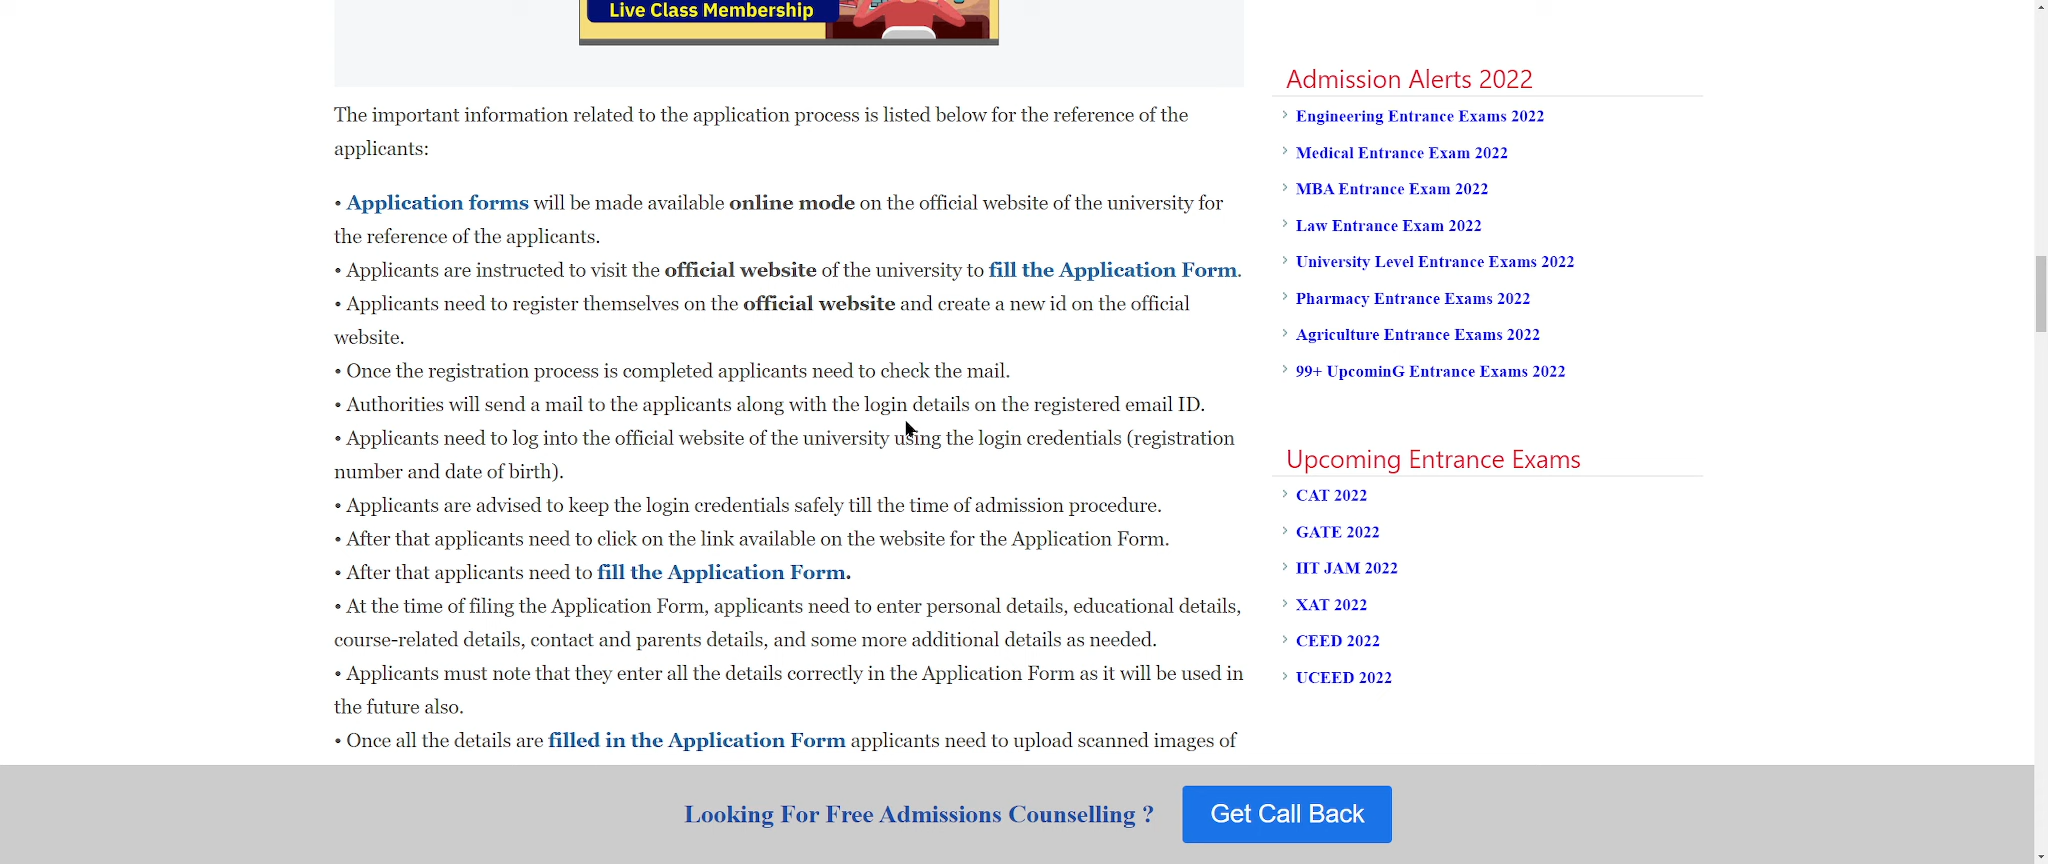 Live Class Membership
The important information related to the application process is listed below for the reference of the
applicants:
• Application forms will be made available online mode on the official website of the university for
the reference of the applicants.
• Applicants are instructed to visit the official website of the university to fill the Application Form.
• Applicants need to register themselves on the official website and create a new id on the official
website.
• Once the registration process is completed applicants need to check the mail.
• Authorities will send a mail to the applicants along with the login details on the registered email ID.
• Applicants need to log into the official website of the university using the login credentials (registration
number and date of birth).
• Applicants are advised to keep the login credentials safely till the time of admission procedure.
• After that applicants need to click on the link available on the website for the Application Form.
• After that applicants need to fill the Application Form.
• At the time of filing the Application Form, applicants need to enter personal details, educational details,
course-related details, contact and parents details, and some more additional details as needed.
• Applicants must note that they enter all the details correctly in the Application Form as it will be used in
the future also.
• Once all the details are filled in the Application Form applicants need to upload scanned images of
Admission Alerts 2022
Engineering Entrance Exams 2022
Medical Entrance Exam 2022
MBA Entrance Exam 2022
Law Entrance Exam 2022
University Level Entrance Exams 2022
Pharmacy Entrance Exams 2022
Agriculture Entrance Exams 2022
99+ UpcominG Entrance Exams 2022
Upcoming Entrance Exams
CAT 2022
GATE 2022
IIT JAM 2022
XAT 2022
CEED 2022
UCEED 2022
Looking For Free Admissions Counselling ?
Get Call Back